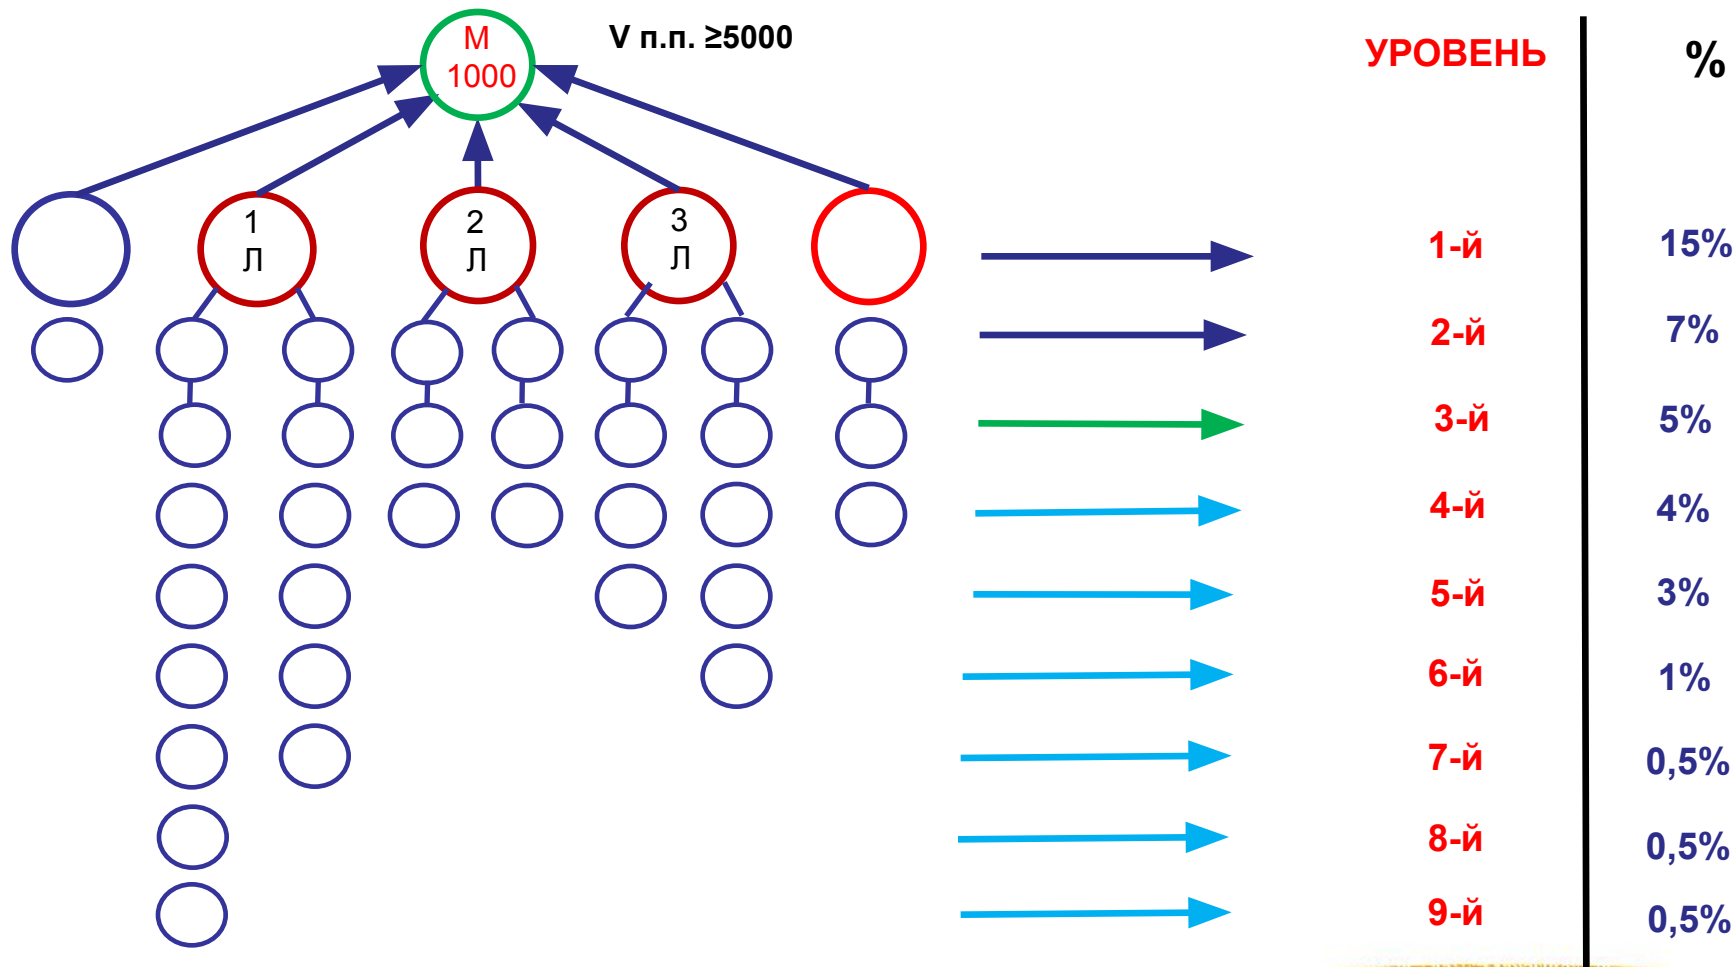 М
1000
V п.п. ≥5000
УРОВЕНЬ
%
1
Л
2
Л
3
Л
1-й
15%
2-й
7%
3-й
5%
4-й
4%
5-й
3%
6-й
1%
7-й
0,5%
8-й
0,5%
9-й
0,5%